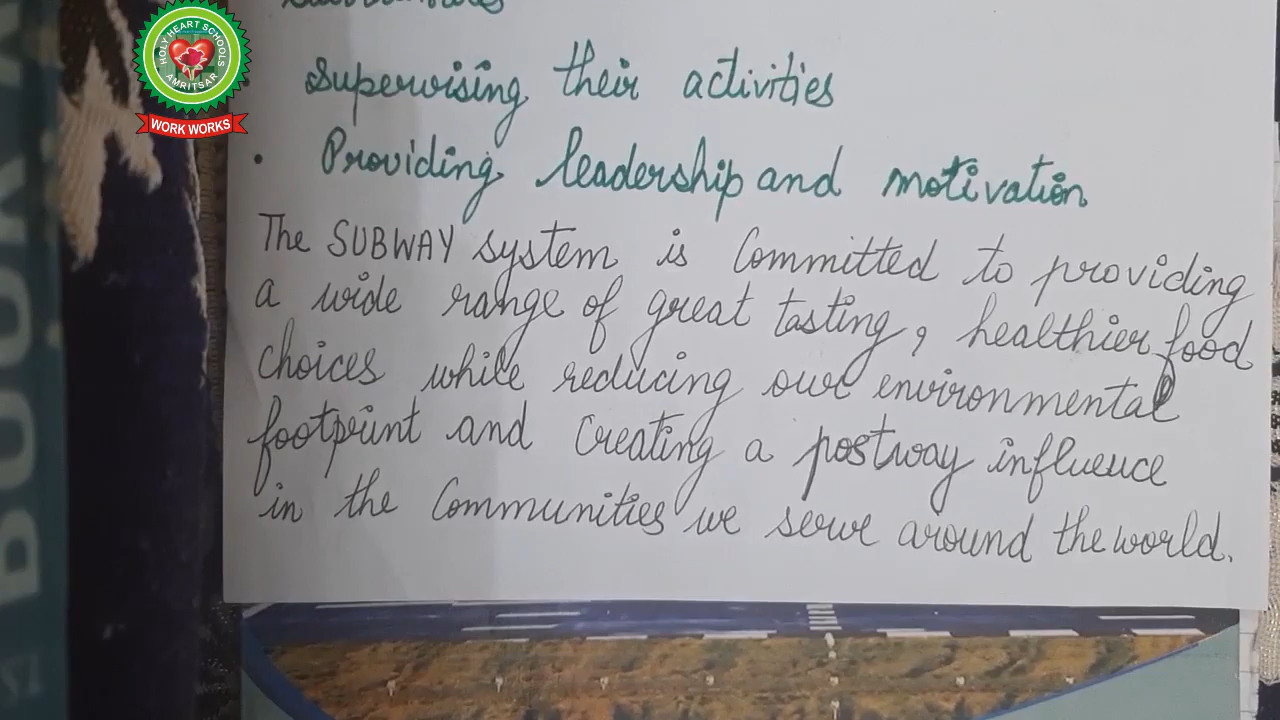 HOLY HEART SCHOOLS
AMRITSAR
WORK WORKS
Supervising their activities
• Providing leadership and motivation
The SUBWAY system is Committed to providing
a wide range of great tasting, healthier food
choices while reducing our environmental
footprint and Creating a postway influence
in the Communities we serve around the world.